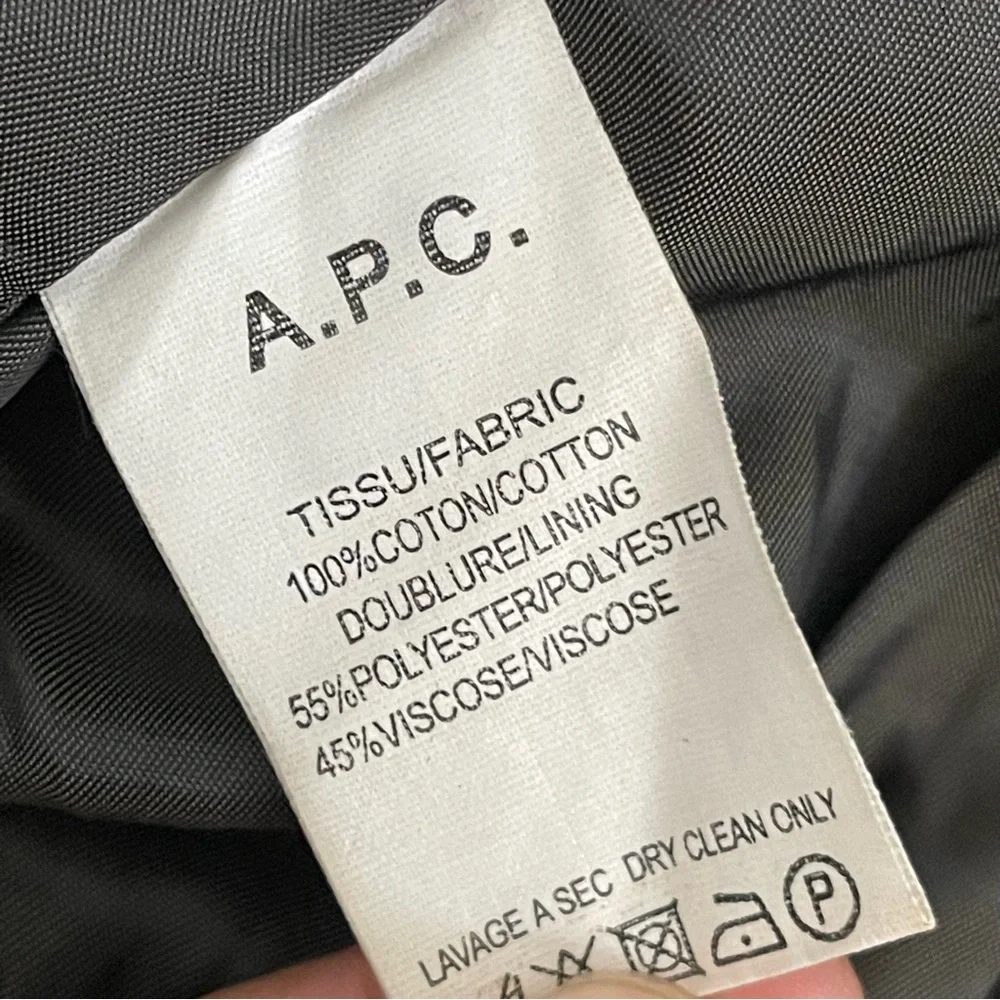 A.P.C.
TISSU/FABRIC
100%COTON/COTTON
DOUBLURE/LINING
55%POLYESTER/POLYESTER
45%VISCOSE/VISCOSE
LAVAGE A SEC DRY CLEAN ONLY
P